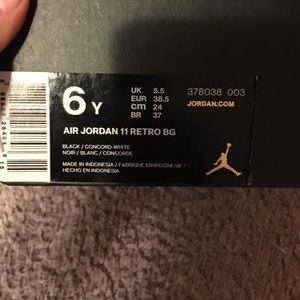 6 Y
UK 5.5
EUR 38.5
cm 24
BR 37
378038 003
JORDAN.COM
AIR JORDAN 11 RETRO BG
BLACK / CONCORD-WHITE
NOIR / BLANC / CONCORDE
MADE IN INDONESIA
FABRIQUÉ EN INDONÉSIE /
HECHO EN INDONESIA